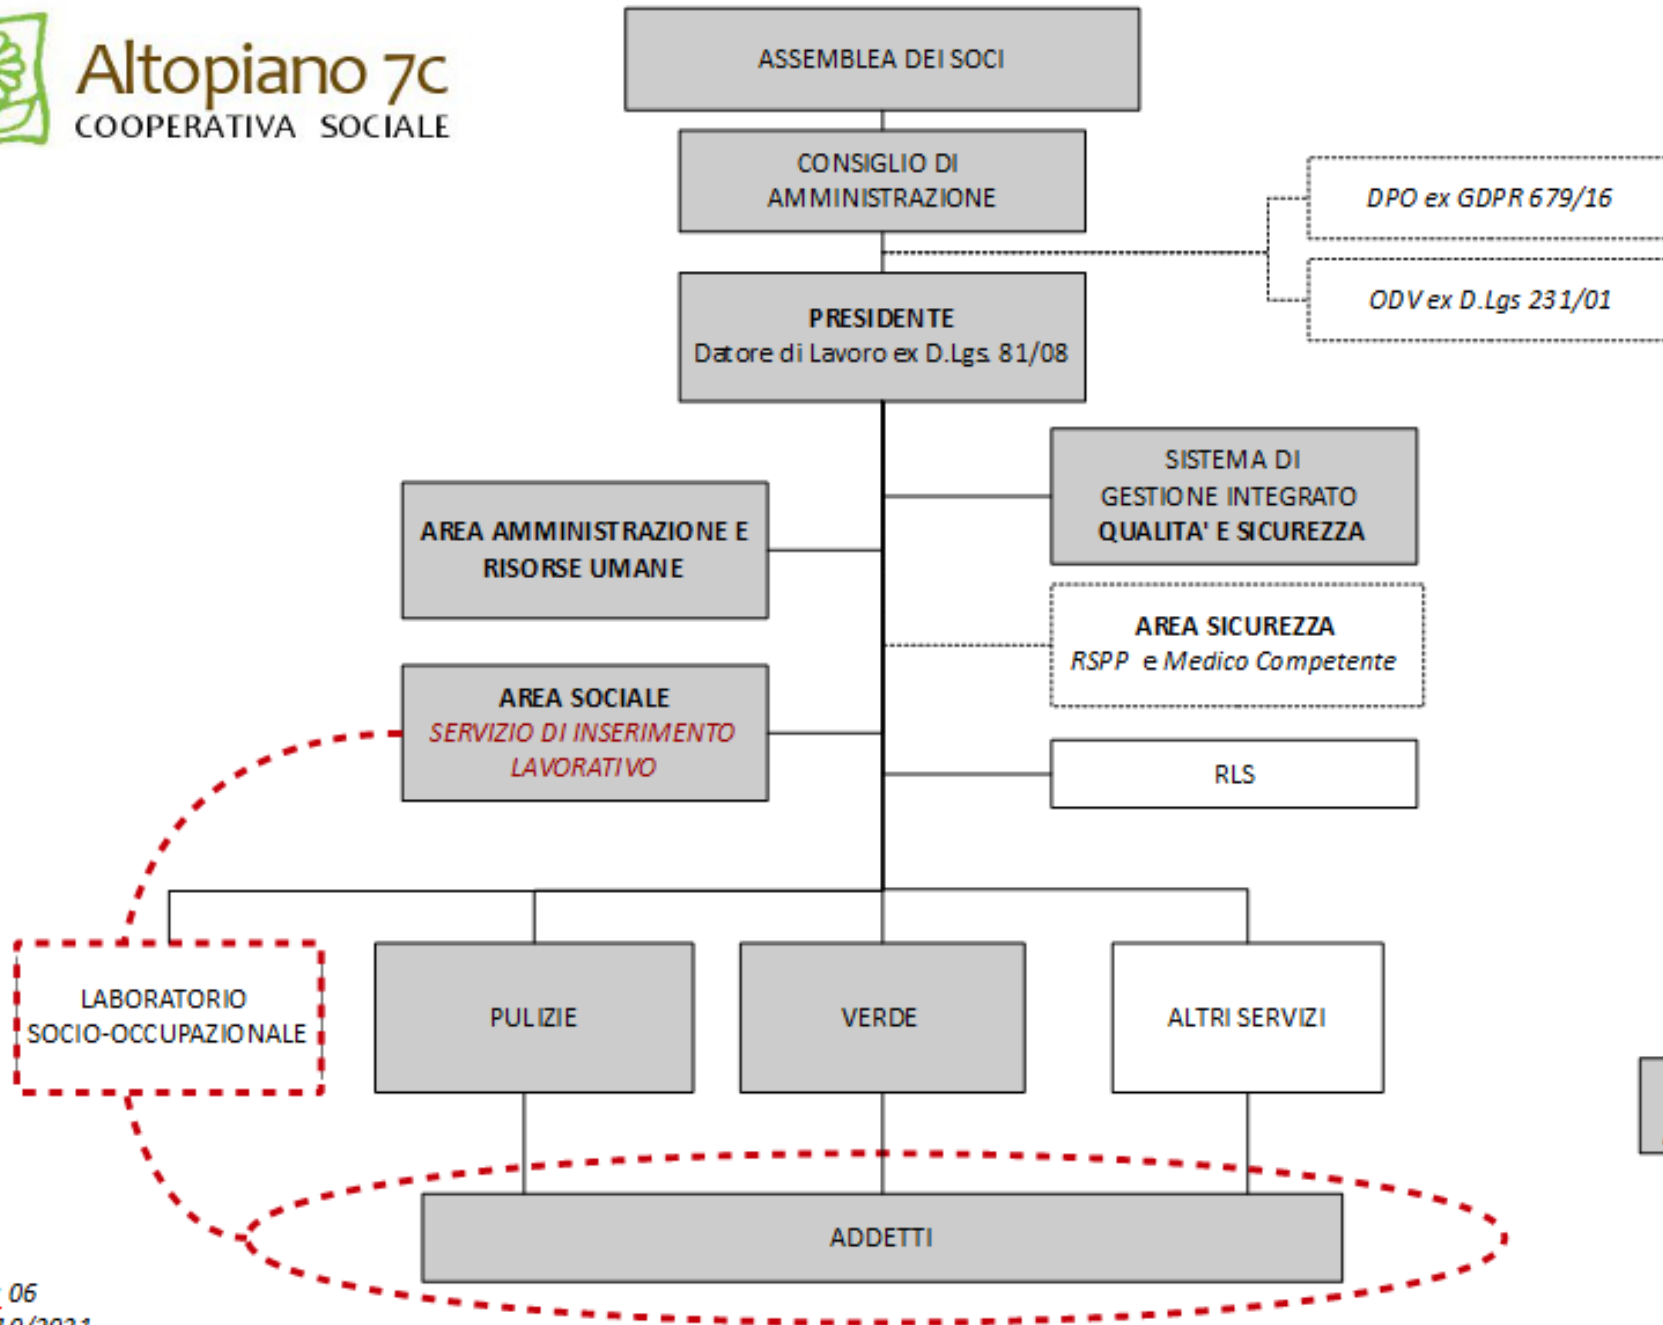 Altopiano 7c
COOPERATIVA SOCIALE
ASSEMBLEA DEI SOCI
CONSIGLIO DI
AMMINISTRAZIONE
DPO ex GDPR 679/16
ODV ex D.Lgs 231/01
PRESIDENTE
Datore di Lavoro ex D.Lgs. 81/08
SISTEMA DI
GESTIONE INTEGRATO
QUALITA' E SICUREZZA
AREA AMMINISTRAZIONE E
RISORSE UMANE
AREA SICUREZZA
RSPP e Medico Competente
AREA SOCIALE
SERVIZIO DI INSERIMENTO
LAVORATIVO
RLS
LABORATORIO
SOCIO-OCCUPAZIONALE
PULIZIE
VERDE
ALTRI SERVIZI
ADDETTI
06
/2021